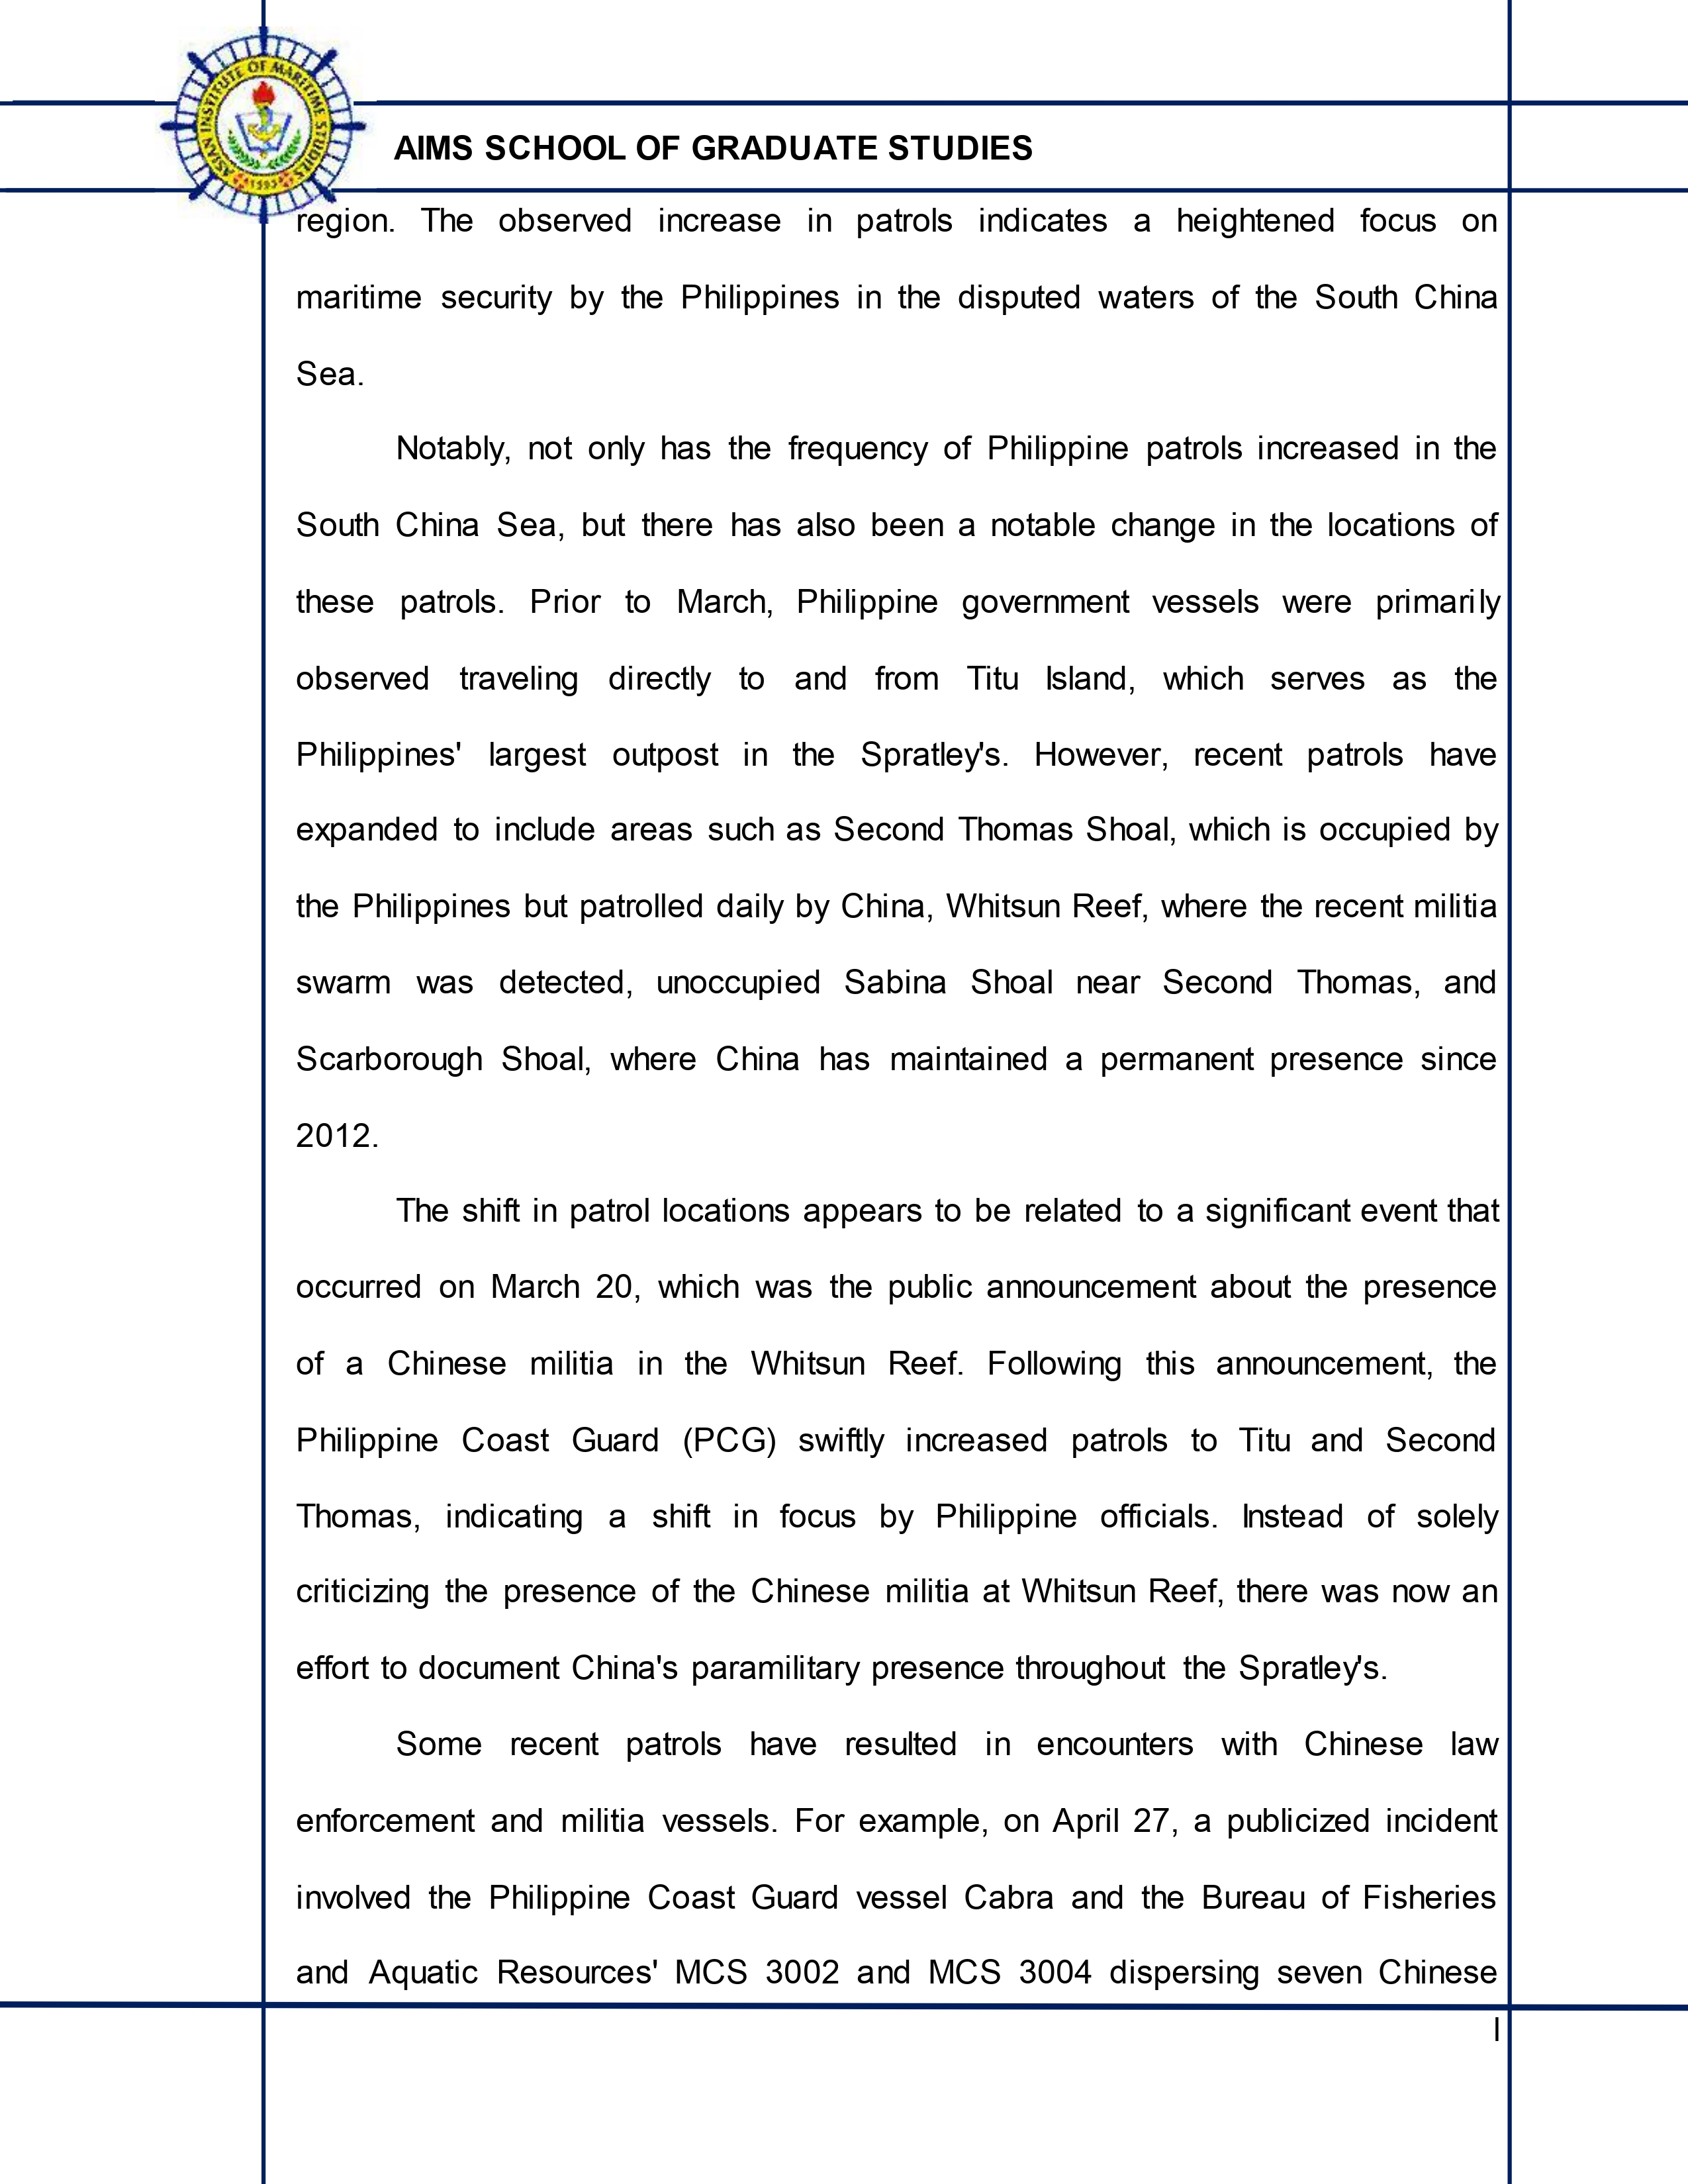 ASIAN INSTITUTE OF MARITIME STUDIES
1993
AIMS SCHOOL OF GRADUATE STUDIES
region. The observed increase in patrols indicates a heightened focus on
maritime security by the Philippines in the disputed waters of the South China
Sea.
Notably, not only has the frequency of Philippine patrols increased in the
South China Sea, but there has also been a notable change in the locations of
these patrols. Prior to March, Philippine government vessels were primarily
observed traveling directly to and from Titu Island, which serves as the
Philippines' largest outpost in the Spratley's. However, recent patrols have
expanded to include areas such as Second Thomas Shoal, which is occupied by
the Philippines but patrolled daily by China, Whitsun Reef, where the recent militia
swarm was detected, unoccupied Sabina Shoal near Second Thomas, and
Scarborough Shoal, where China has maintained a permanent presence since
2012.
The shift in patrol locations appears to be related to a significant event that
occurred on March 20, which was the public announcement about the presence
of a Chinese militia in the Whitsun Reef. Following this announcement, the
Philippine Coast Guard (PCG) swiftly increased patrols to Titu and Second
Thomas, indicating a shift in focus by Philippine officials. Instead of solely
criticizing the presence of the Chinese militia at Whitsun Reef, there was now an
effort to document China's paramilitary presence throughout the Spratley's.
Some recent patrols have resulted in encounters with Chinese law
enforcement and militia vessels. For example, on April 27, a publicized incident
involved the Philippine Coast Guard vessel Cabra and the Bureau of Fisheries
and Aquatic Resources' MCS 3002 and MCS 3004 dispersing seven Chinese
l